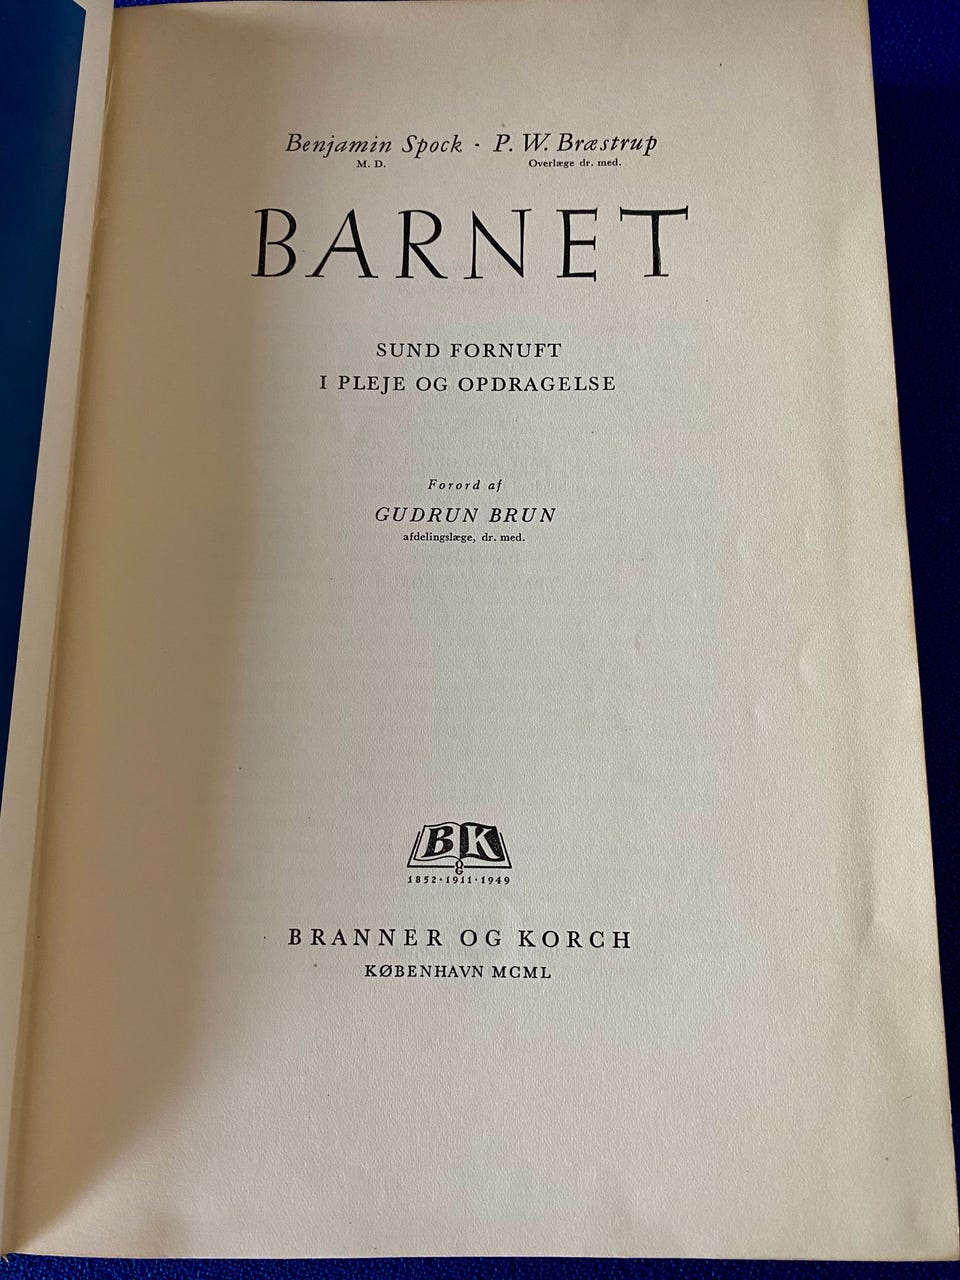 Benjamin Spock · P. W. Bræstrup
M. D. Overlæge dr. med.
BARNET
SUND FORNUFT
I PLEJE OG OPDRAGELSE
Forord af
GUDRUN BRUN
afdelingslæge, dr. med.
B K
OG
1852·1911·1949
BRANNER OG KORCH
KØBENHAVN MCML